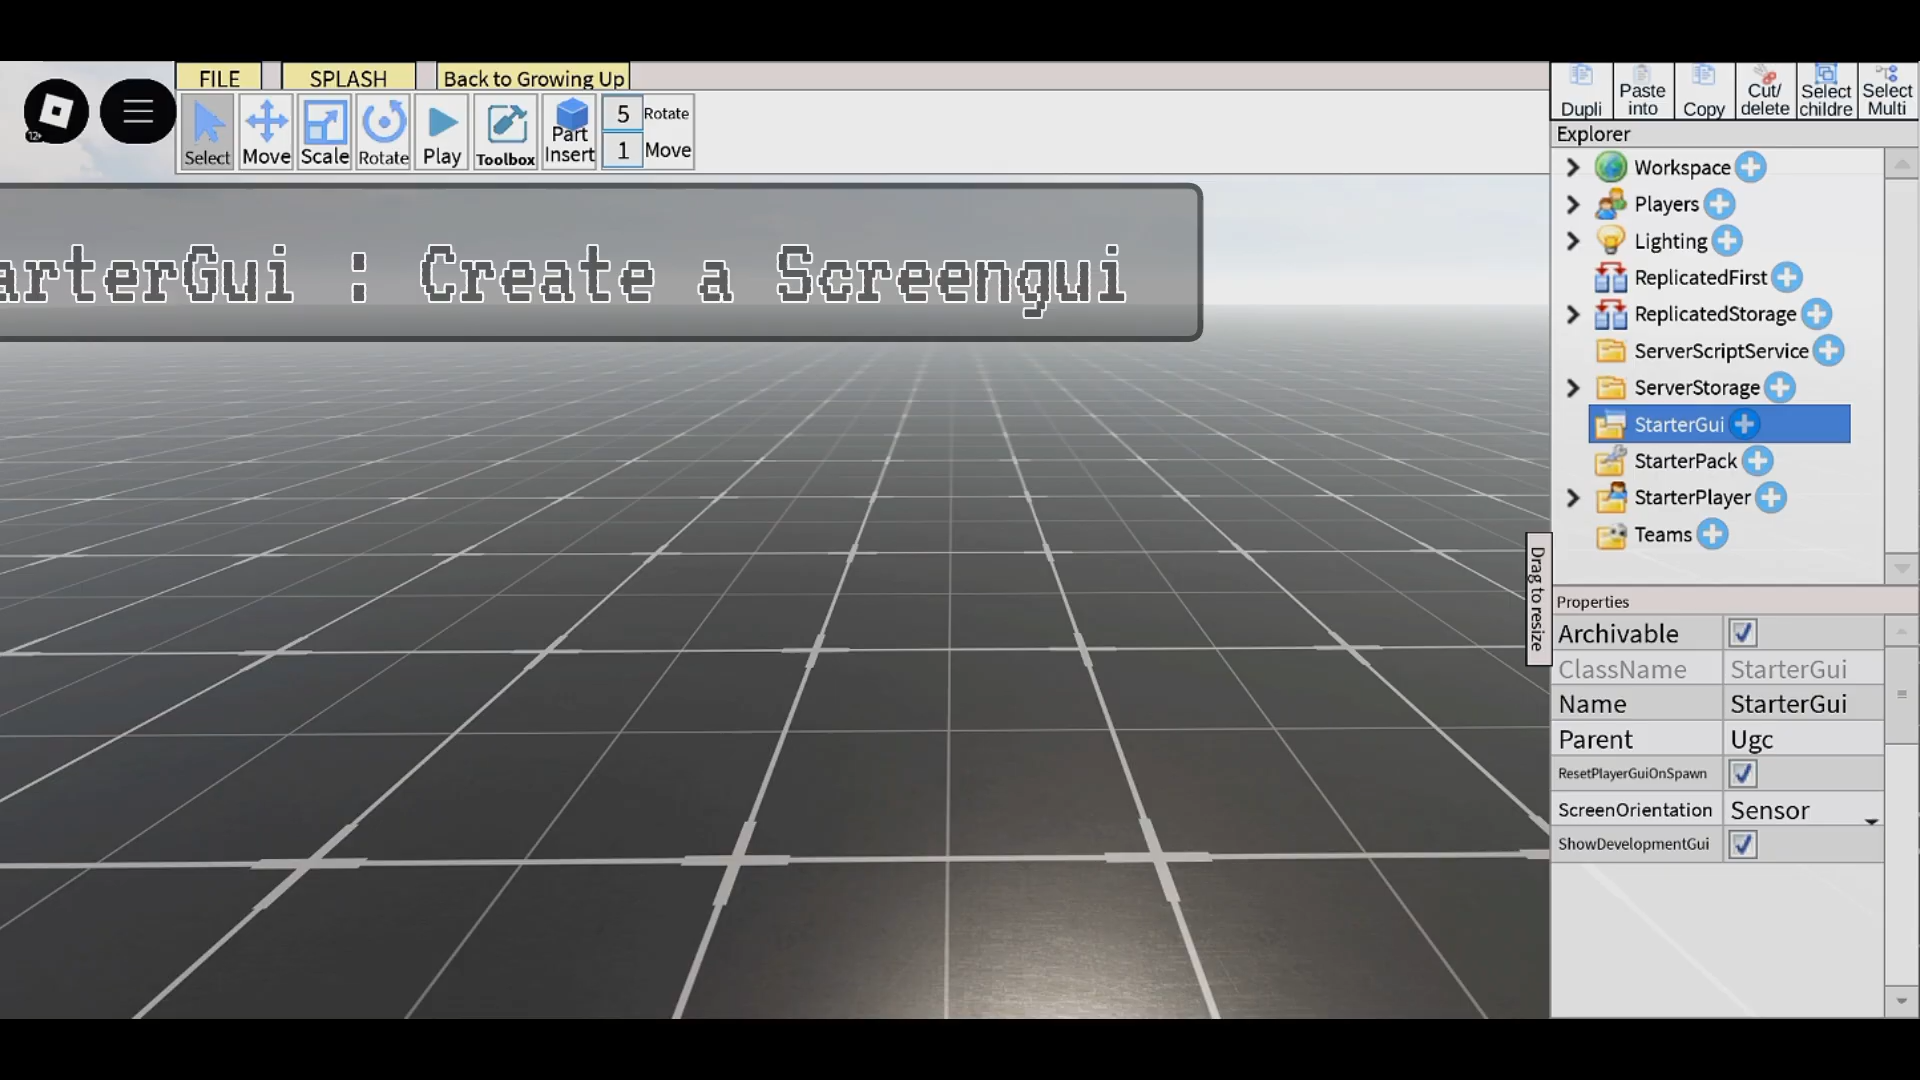 FILE
SPLASH
Back to Growing Up
12+
Select
Move
Scale
Rotate
Play
Toolbox
Part
Insert
5
Rotate
1
Move
arterGui : Create a Screengui
Dupli
Paste
into
Copy
Cut/
delete
Select
childre
Select
Multi
Explorer
Workspace
Players
Lighting
ReplicatedFirst
ReplicatedStorage
ServerScriptService
ServerStorage
StarterGui
StarterPack
StarterPlayer
Teams
Drag to resize
Properties
Archivable
ClassName StarterGui
Name StarterGui
Parent Ugc
ResetPlayerGuiOnSpawn
ScreenOrientation Sensor
ShowDevelopmentGui